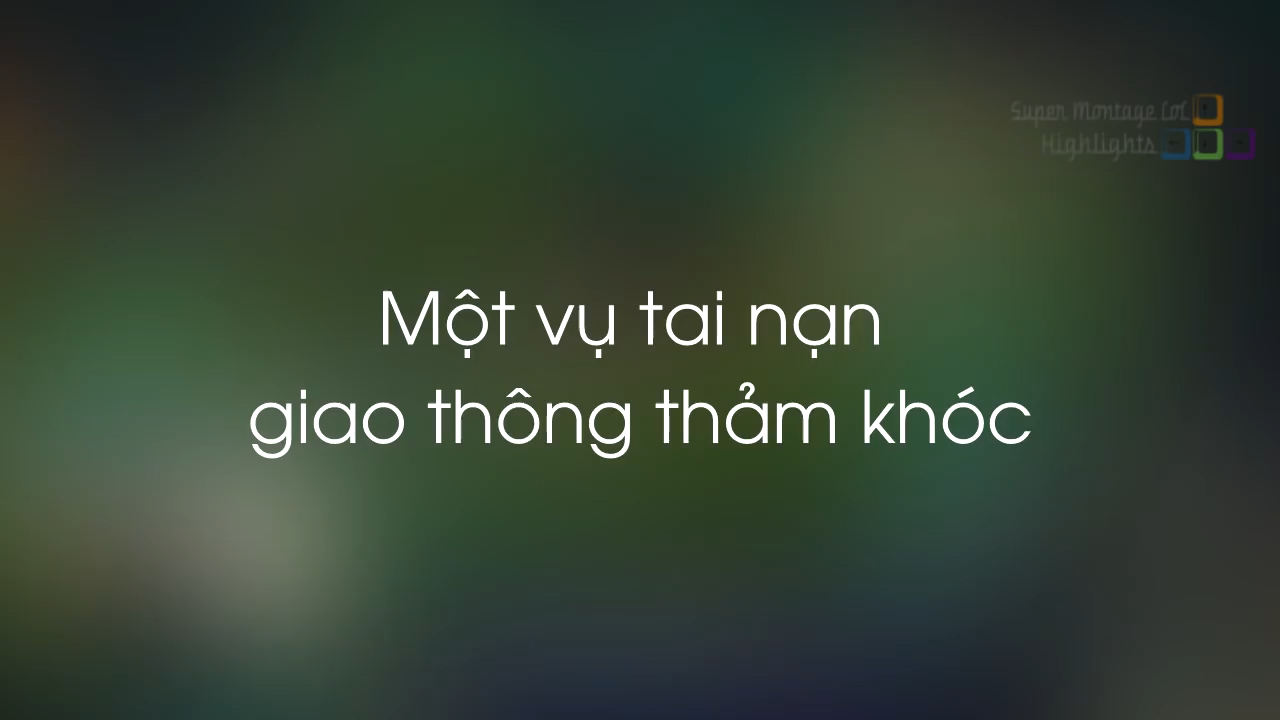 Super Montage LoL
Highlights
Một vụ tai nạn
giao thông thảm khóc